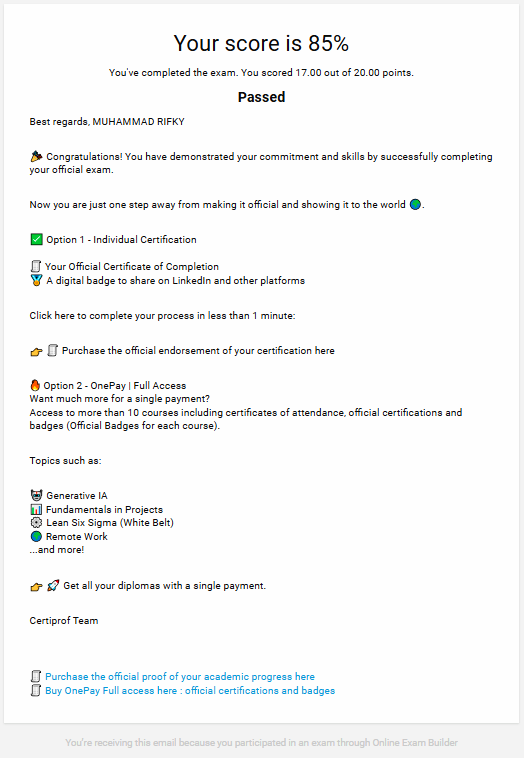 Your score is 85%
You've completed the exam. You scored 17.00 out of 20.00 points.
Passed
Best regards, MUHAMMAD RIFKY
Congratulations! You have demonstrated your commitment and skills by successfully completing
your official exam.
Now you are just one step away from making it official and showing it to the world 🌍.
✅ Option 1 - Individual Certification
📜 Your Official Certificate of Completion
🏅 A digital badge to share on LinkedIn and other platforms
Click here to complete your process in less than 1 minute:
👉 📜 Purchase the official endorsement of your certification here
🔥 Option 2 - OnePay | Full Access
Want much more for a single payment?
Access to more than 10 courses including certificates of attendance, official certifications and
badges (Official Badges for each course).
Topics such as:
Generative IA
📊 Fundamentals in Projects
Lean Six Sigma (White Belt)
🌍 Remote Work
...and more!
👉 🚀 Get all your diplomas with a single payment.
Certiprof Team
📜 Purchase the official proof of your academic progress here
📜 Buy OnePay Full access here : official certifications and badges
You're receiving this email because you participated in an exam through Online Exam Builder